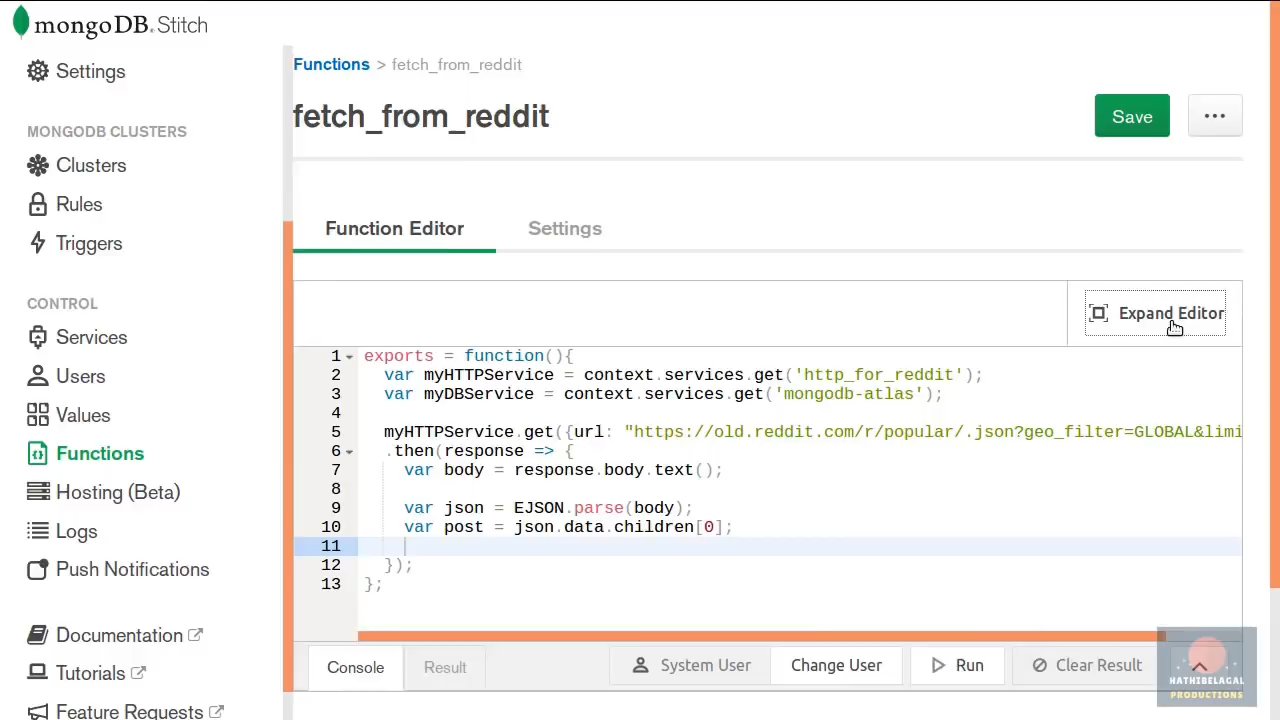 mongoDB. Stitch
Settings
MONGODB CLUSTERS
Clusters
Rules
Triggers
CONTROL
Services
Users
Values
Functions
Hosting (Beta)
Logs
Push Notifications
Documentation
Tutorials
Feature Requests
Functions > fetch_from_reddit
fetch_from_reddit
Save
Function Editor
Settings
Expand Editor
1 exports = function(){
2 var myHTTPService = context.services.get('http_for_reddit');
3 var myDBService = context.services.get('mongodb-atlas');
4
5 myHTTPService.get({url: "https://old.reddit.com/r/popular/.json?geo_filter=GLOBAL&limi
6 .then(response => {
7 var body = response.body.text();
8
9 var json = EJSON.parse(body);
10 var post = json.data.children[0];
11
12 });
13 };
Console
Result
System User
Change User
Run
Clear Result
HATHIBELAGAL
PRODUCTIONS